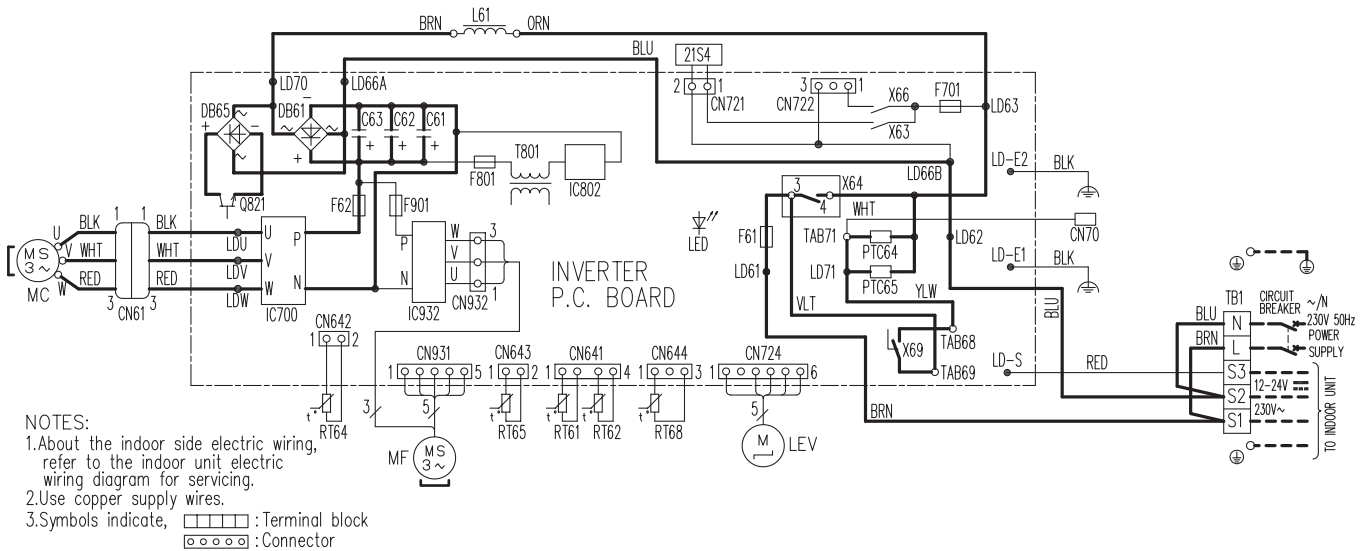 BRN L61 ORN
BLU
21S4
2 1
CN721
3 1
CN722
X66
X63
F701
LD63
LD70
LD66A
DB65
DB61
+ - ~
C63 C62 C61
+ + +
F801
T801
IC802
LD66B
LD-E2 BLK
Q821
F62
F901
3 X64
4
WHT
LED
F61
TAB71
PTC64
LD62
CN70
U BLK 1 1 BLK
LDU
U P
V WHT WHT
LDV
V
W RED 3 3 RED
LDW
W N
MS
3~
MC
CN61
IC700
P W
V
N U
IC932
3
1
CN932
INVERTER
P.C. BOARD
LD61
LD71
PTC65
YLW
VLT
LD-E1 BLK
BLU
X69
TAB68
TAB69
LD-S RED
TB1
CIRCUIT
BREAKER
~/N
230V 50Hz
POWER
SUPPLY
BLU N
BRN L
S3
12-24V
S2
230V~
S1
TO INDOOR UNIT
BRN
CN642
1 2
t°
RT64
CN931
1 5
3
5
MF
MS
3~
CN643
1 2
t°
RT65
CN641
1 4
t° t°
RT61 RT62
CN644
1 3
t°
RT68
CN724
1 6
5
M
LEV
NOTES:
1.About the indoor side electric wiring,
refer to the indoor unit electric
wiring diagram for servicing.
2.Use copper supply wires.
3.Symbols indicate, : Terminal block
: Connector